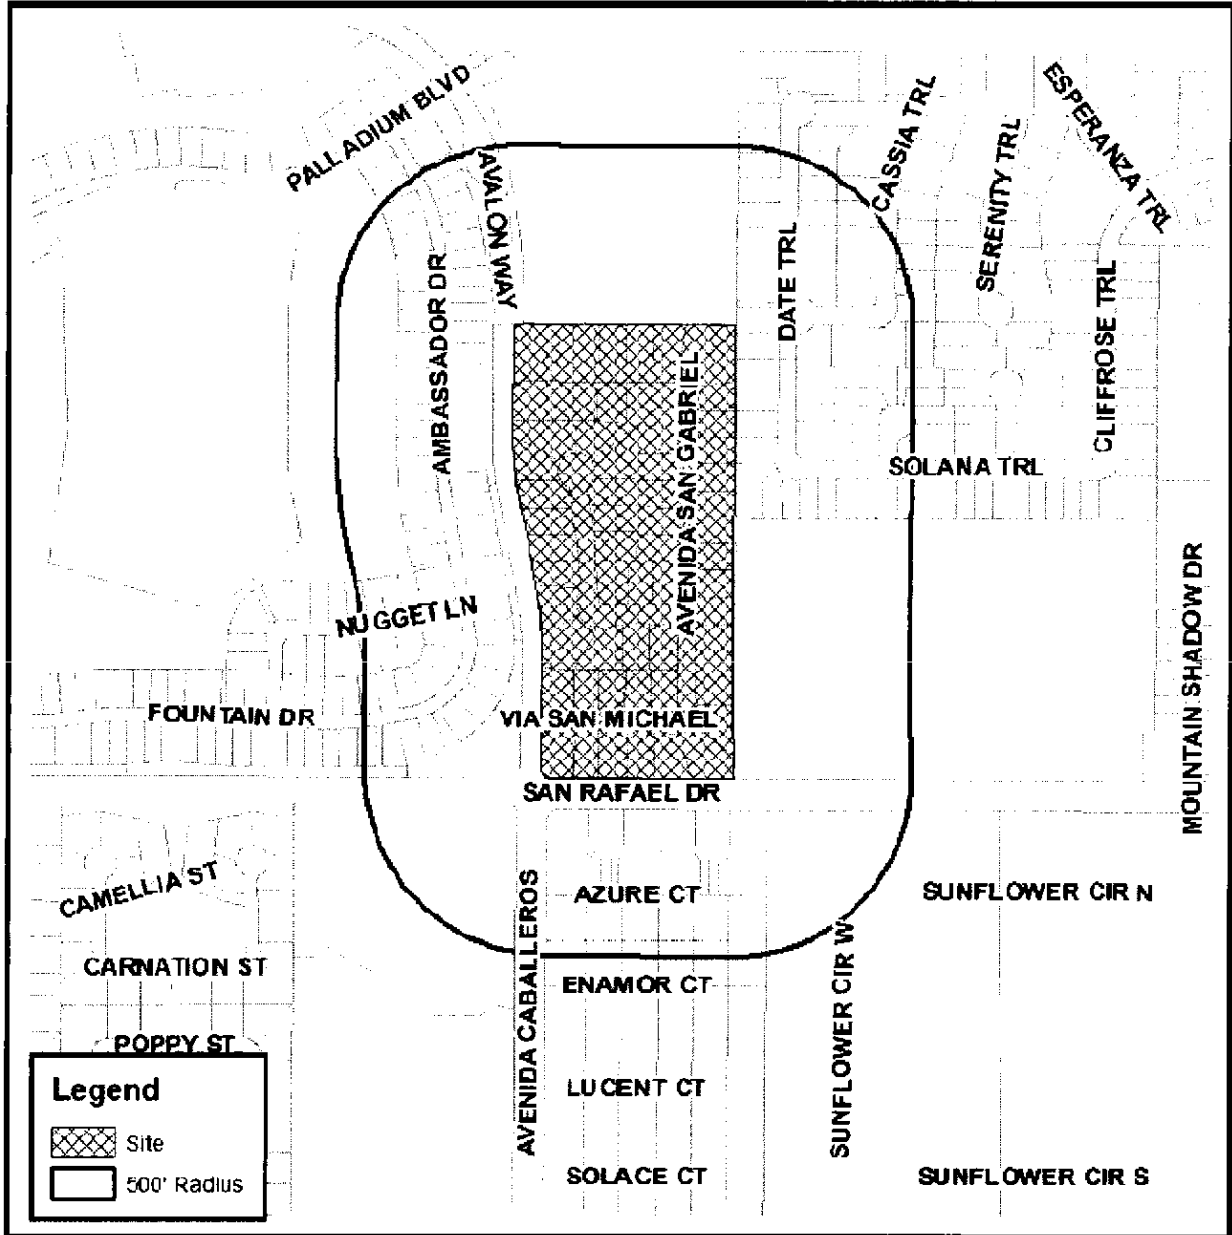 PALLADIUM BLVD
AVALON WAY
CASSIA TRL
SERENITY TRL
ESPERANZA TRL
AMBASSADOR DR
DATE TRL
CLIFFROSE TRL
AVENIDA SAN GABRIEL
SOLANA TRL
NUGGET LN
MOUNTAIN SHADOW DR
FOUNTAIN DR
VIA SAN MICHAEL
SAN RAFAEL DR
CAMELLIA ST
AZURE CT
SUNFLOWER CIR N
CARNATION ST
AVENIDA CABALLEROS
ENAMOR CT
SUNFLOWER CIR W
POPPY ST
LUCENT CT
SOLACE CT
SUNFLOWER CIR S
Legend
Site
500' Radius